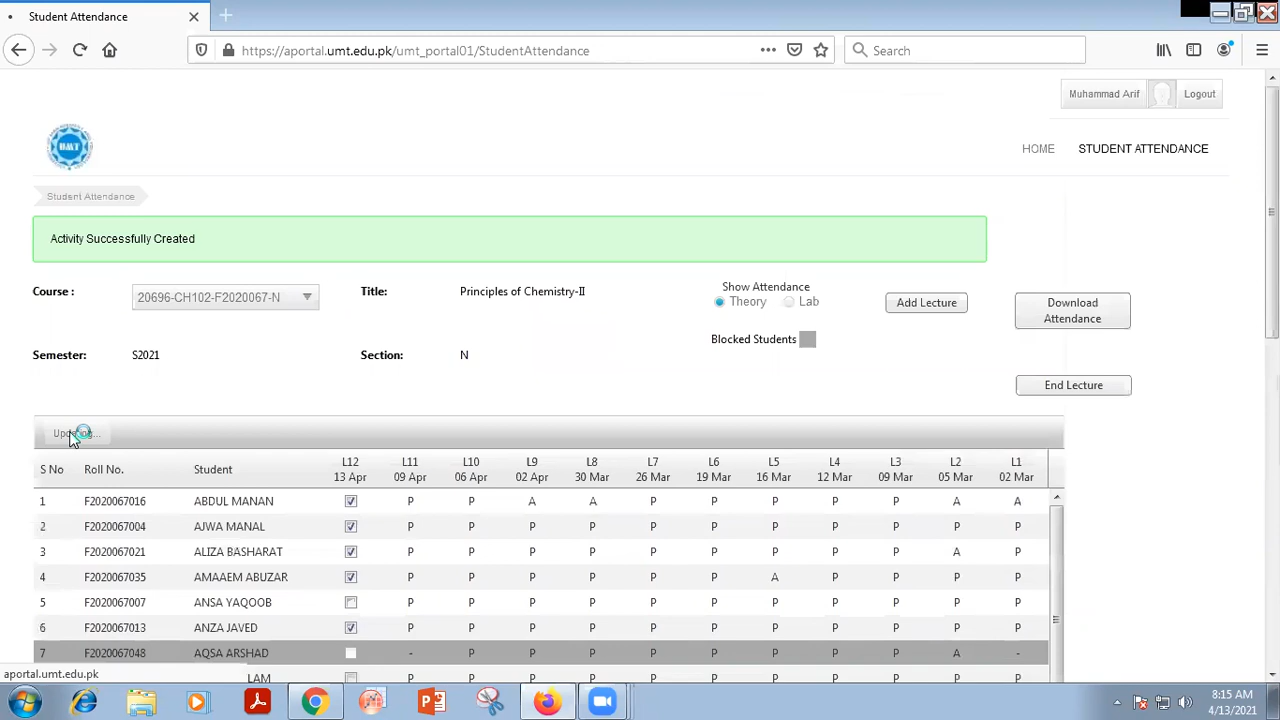 Student Attendance
https://aportal.umt.edu.pk/umt_portal01/StudentAttendance
Search
Muhammad Arif
Logout
UMT
HOME
STUDENT ATTENDANCE
Student Attendance
Activity Successfully Created
Course :
20696-CH102-F2020067-N
Title:
Principles of Chemistry-II
Show Attendance
Theory Lab
Add Lecture
Download
Attendance
Blocked Students
Semester:
S2021
Section:
N
End Lecture
S No Roll No. Student L12 L11 L10 L9 L8 L7 L6 L5 L4 L3 L2 L1
13 Apr 09 Apr 06 Apr 02 Apr 30 Mar 26 Mar 19 Mar 16 Mar 12 Mar 09 Mar 05 Mar 02 Mar
1 F2020067016 ABDUL MANAN P P A A P P P P P A A
2 F2020067004 AJWA MANAL P P P P P P P P P P P
3 F2020067021 ALIZA BASHARAT P P P P P P P P P A P
4 F2020067035 AMAAEM ABUZAR P P P P P P A P P P P
5 F2020067007 ANSA YAQOOB P P P P P P P P P P P
6 F2020067013 ANZA JAVED P P P P P P P P P P P
7 F2020067048 AQSA ARSHAD - P P P P P P P P A -
LAM P P P P P P P P P P P
aportal.umt.edu.pk
8:15 AM
4/13/2021